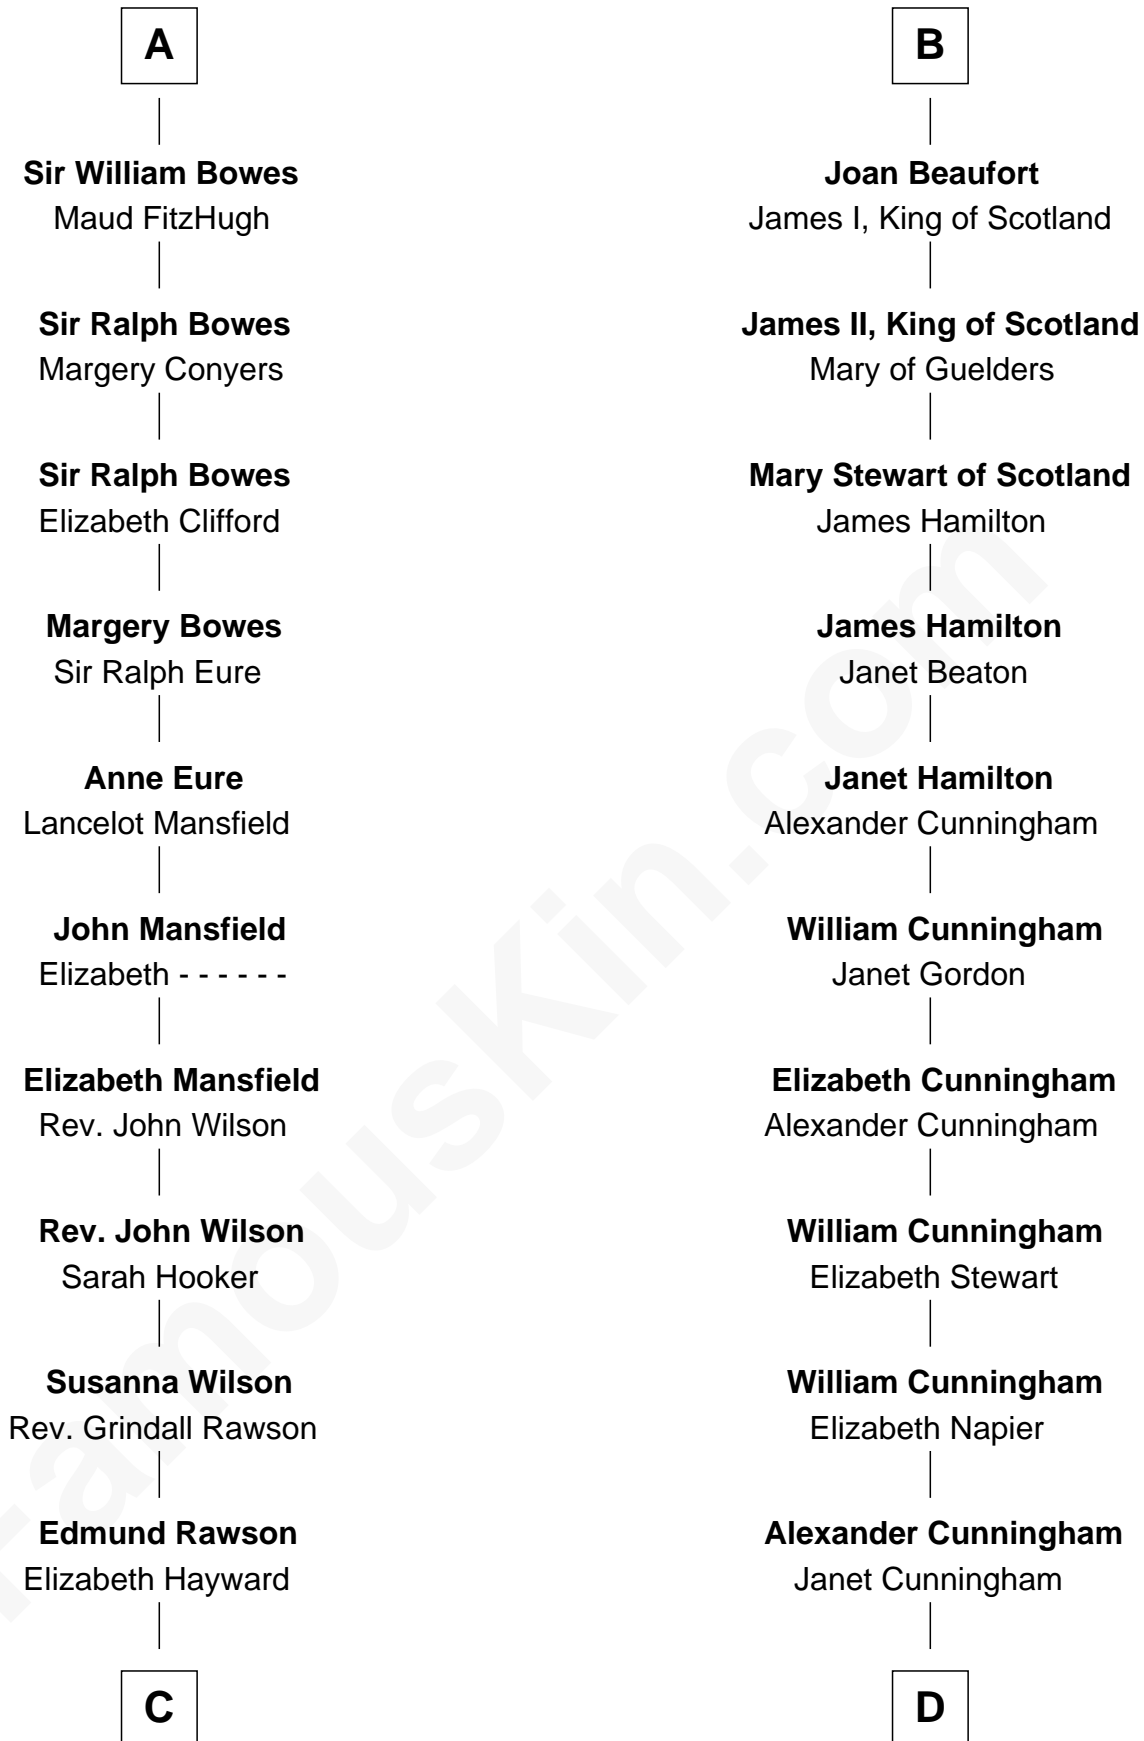 A
Sir William Bowes
Maud FitzHugh
Sir Ralph Bowes
Margery Conyers
Sir Ralph Bowes
Elizabeth Clifford
Margery Bowes
Sir Ralph Eure
Anne Eure
Lancelot Mansfield
John Mansfield
Elizabeth - - - - - -
Elizabeth Mansfield
Rev. John Wilson
Rev. John Wilson
Sarah Hooker
Susanna Wilson
Rev. Grindall Rawson
Edmund Rawson
Elizabeth Hayward
C
B
Joan Beaufort
James I, King of Scotland
James II, King of Scotland
Mary of Guelders
Mary Stewart of Scotland
James Hamilton
James Hamilton
Janet Beaton
Janet Hamilton
Alexander Cunningham
William Cunningham
Janet Gordon
Elizabeth Cunningham
Alexander Cunningham
William Cunningham
Elizabeth Stewart
William Cunningham
Elizabeth Napier
Alexander Cunningham
Janet Cunningham
D
FamousKin.com